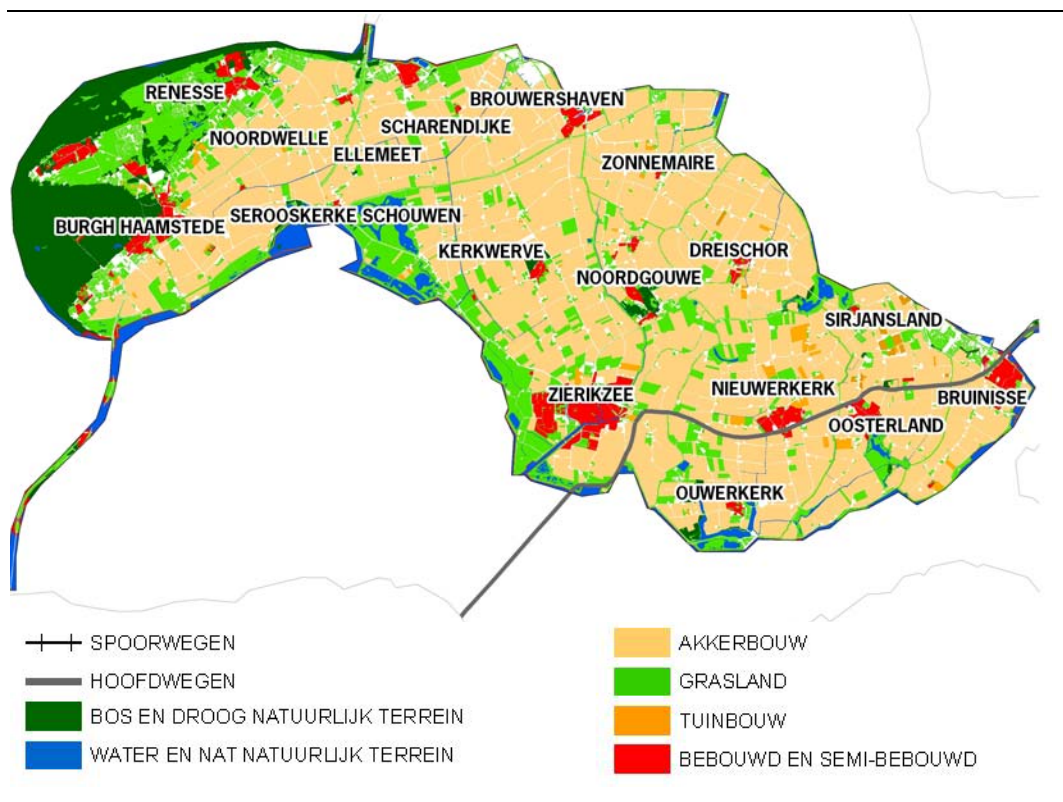 RENESSE
BROUWERSHAVEN
SCHARENDIJKE
NOORDWELLE
ELLEMEET
ZONNEMAIRE
SEROOSKERKE SCHOUWEN
BURGH HAAMSTEDE
KERKWERVE
DREISCHOR
NOORDGOUWE
SIRJANSLAND
ZIERIKZEE
NIEUWERKERK
BRUINISSE
OOSTERLAND
OUWERKERK
SPOORWEGEN
HOOFDWEGEN
BOS EN DROOG NATUURLIJK TERREIN
WATER EN NAT NATUURLIJK TERREIN
AKKERBOUW
GRASLAND
TUINBOUW
BEBOUWD EN SEMI-BEBOUWD